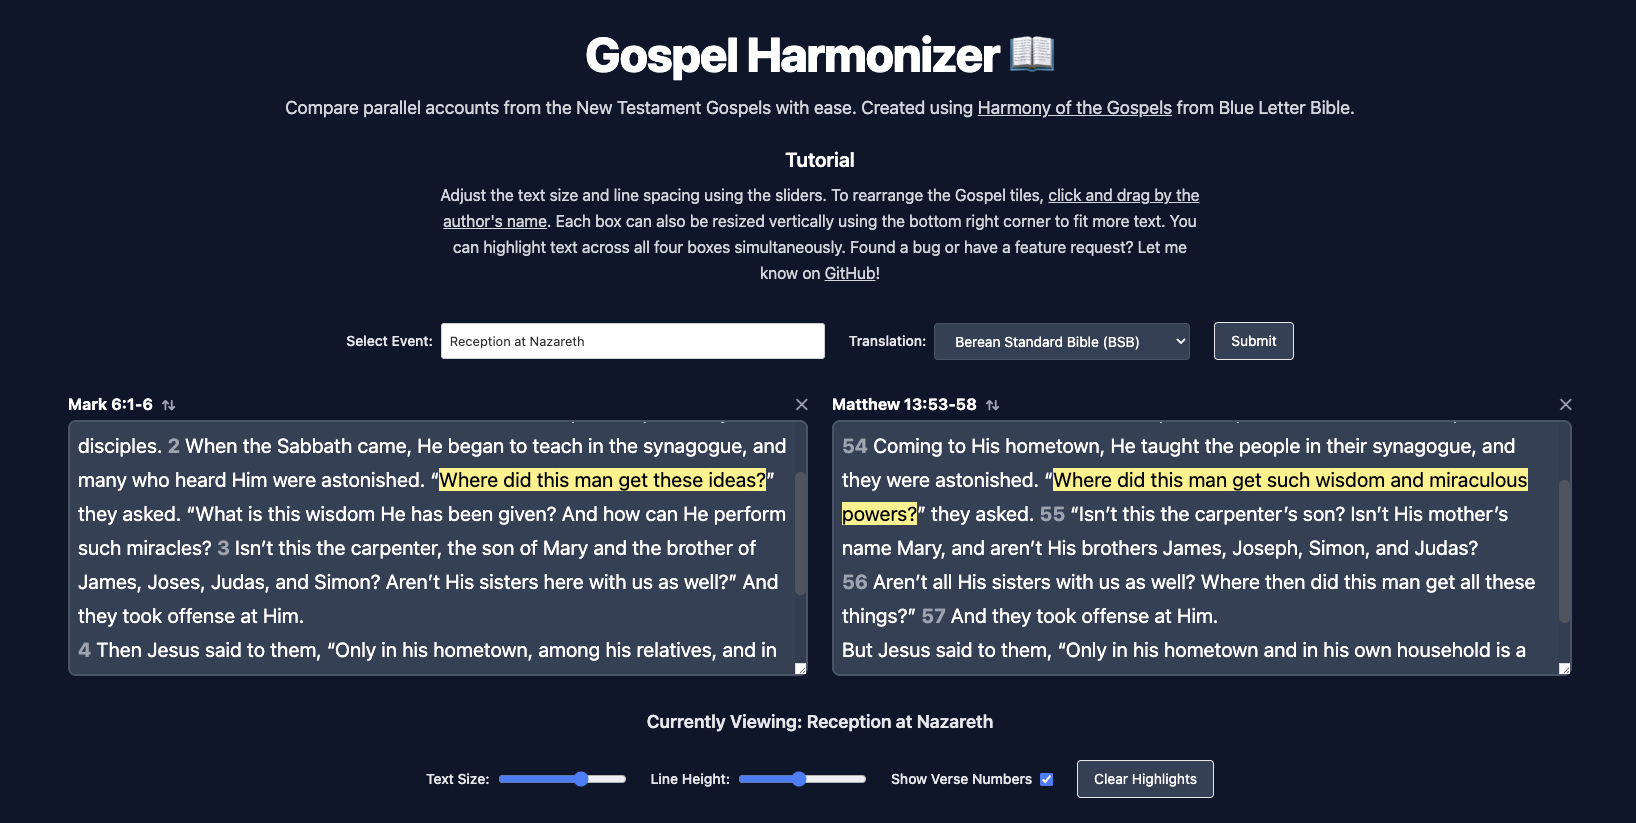 Gospel Harmonizer 📖
Compare parallel accounts from the New Testament Gospels with ease. Created using Harmony of the Gospels from Blue Letter Bible.
Tutorial
Adjust the text size and line spacing using the sliders. To rearrange the Gospel tiles, click and drag by the
author's name. Each box can also be resized vertically using the bottom right corner to fit more text. You
can highlight text across all four boxes simultaneously. Found a bug or have a feature request? Let me
know on GitHub!
Select Event: Reception at Nazareth Translation: Berean Standard Bible (BSB) Submit
Mark 6:1-6
disciples. 2 When the Sabbath came, He began to teach in the synagogue, and
many who heard Him were astonished. “Where did this man get these ideas?”
they asked. “What is this wisdom He has been given? And how can He perform
such miracles? 3 Isn’t this the carpenter, the son of Mary and the brother of
James, Joses, Judas, and Simon? Aren’t His sisters here with us as well?” And
they took offense at Him.
4 Then Jesus said to them, “Only in his hometown, among his relatives, and in
Matthew 13:53-58
54 Coming to His hometown, He taught the people in their synagogue, and
they were astonished. “Where did this man get such wisdom and miraculous
powers?” they asked. 55 “Isn’t this the carpenter’s son? Isn’t His mother’s
name Mary, and aren’t His brothers James, Joseph, Simon, and Judas?
56 Aren’t all His sisters with us as well? Where then did this man get all these
things?” 57 And they took offense at Him.
But Jesus said to them, “Only in his hometown and in his own household is a
Currently Viewing: Reception at Nazareth
Text Size: Line Height: Show Verse Numbers Clear Highlights